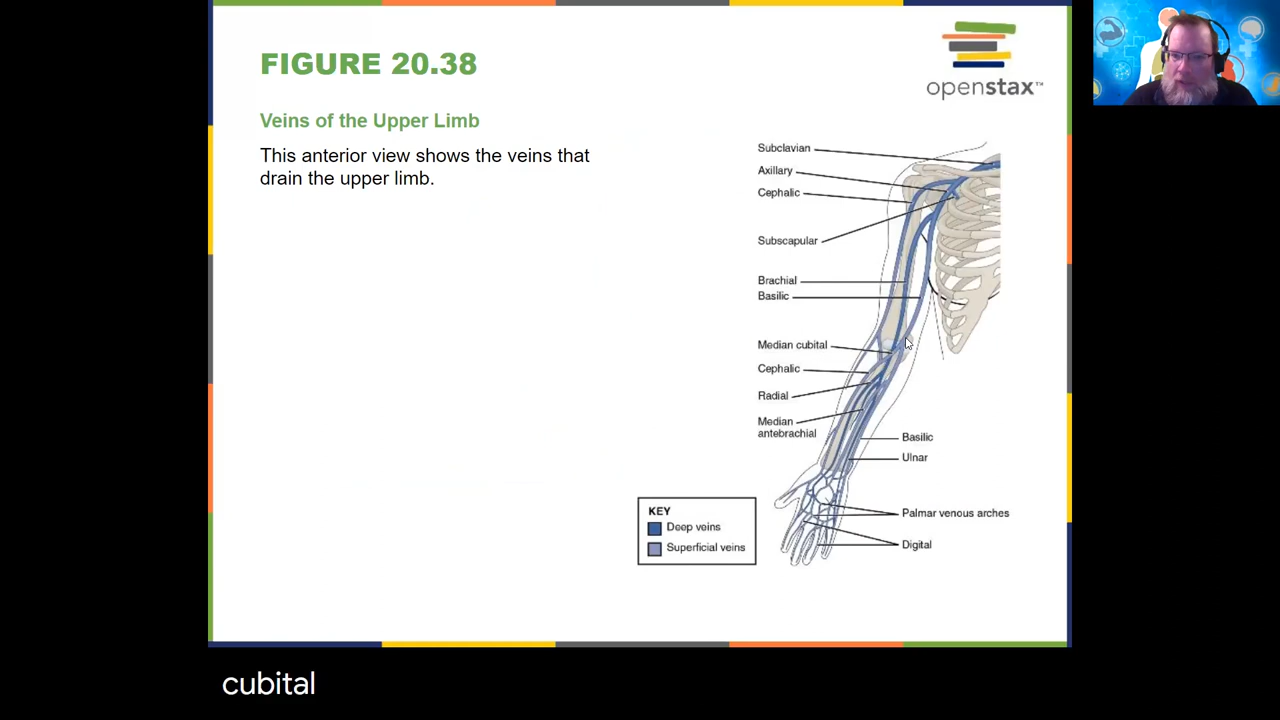 FIGURE 20.38
openstax™
Veins of the Upper Limb
This anterior view shows the veins that
drain the upper limb.
Subclavian
Axillary
Cephalic
Subscapular
Brachial
Basilic
Median cubital
Cephalic
Radial
Median
antebrachial
Basilic
Ulnar
Palmar venous arches
Digital
KEY
Deep veins
Superficial veins
cubital